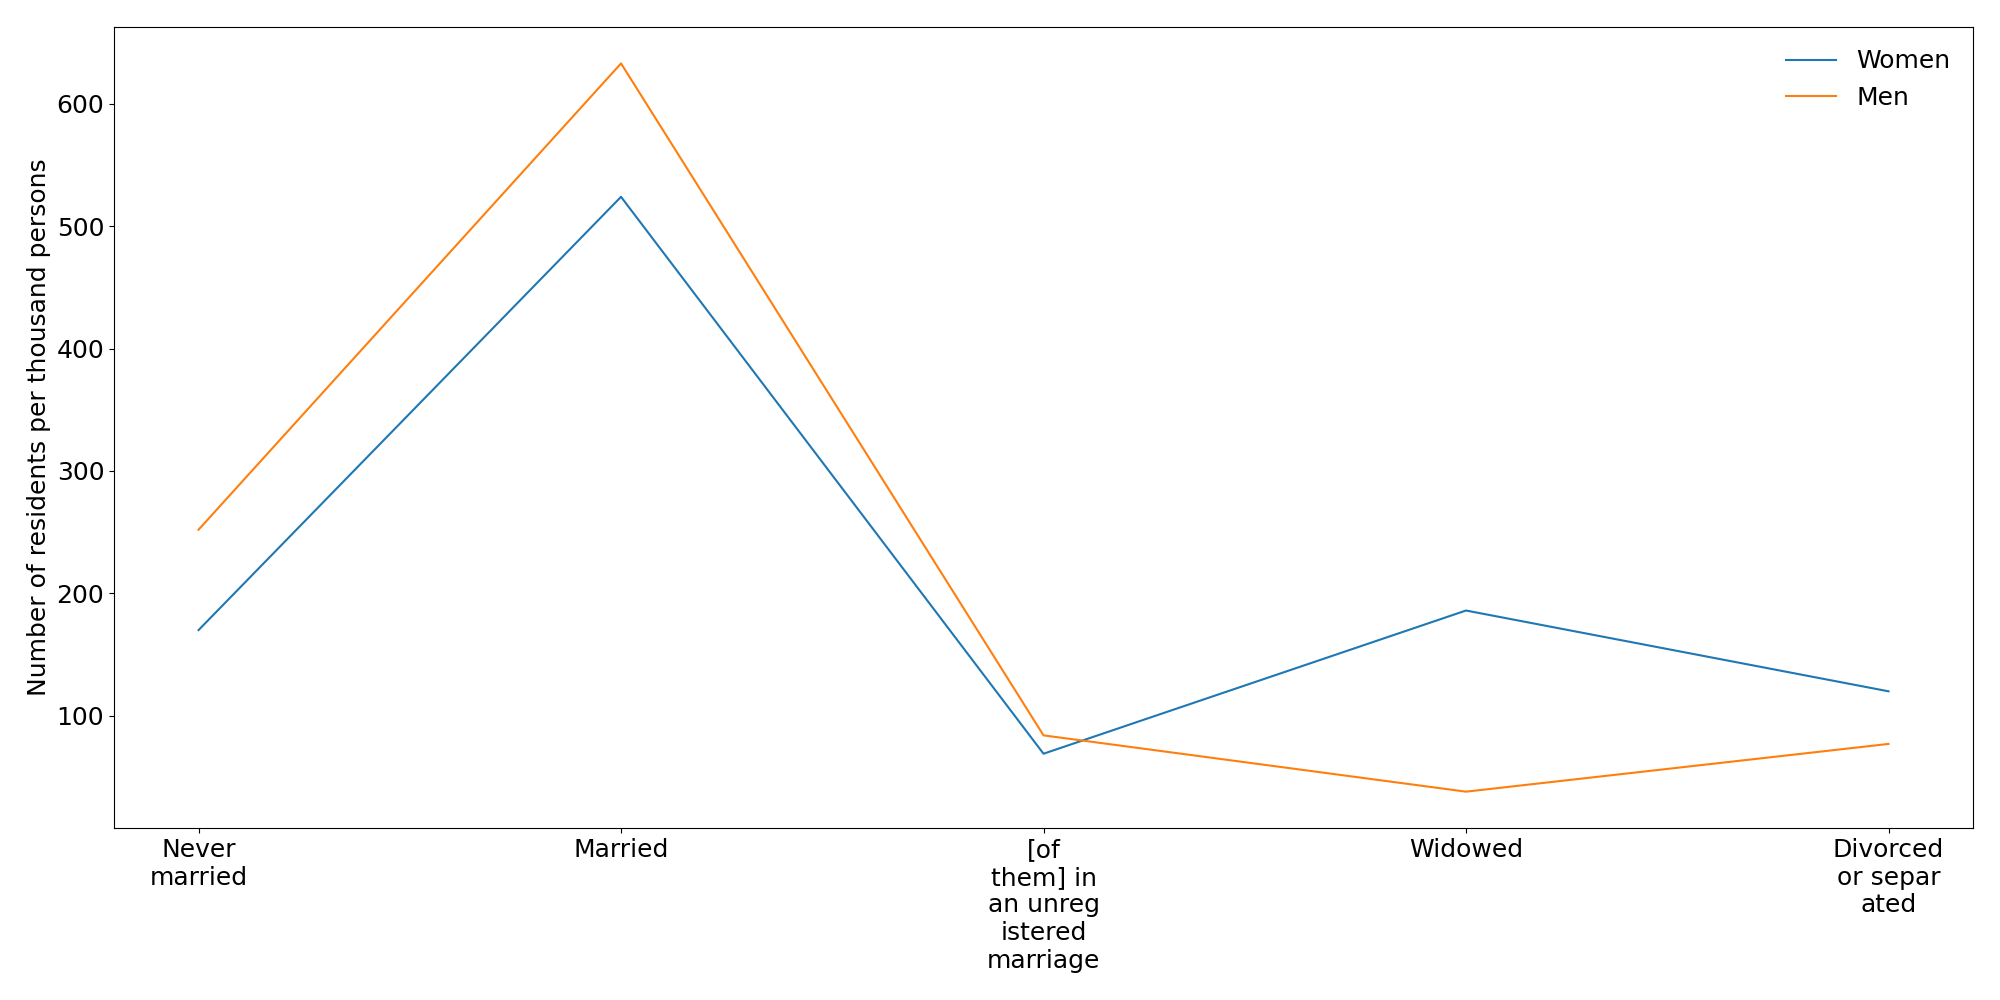 Women
Men
Number of residents per thousand persons
600
500
400
300
200
100
Never
married
Married
[of
them] in
an unreg
istered
marriage
Widowed
Divorced
or separ
ated